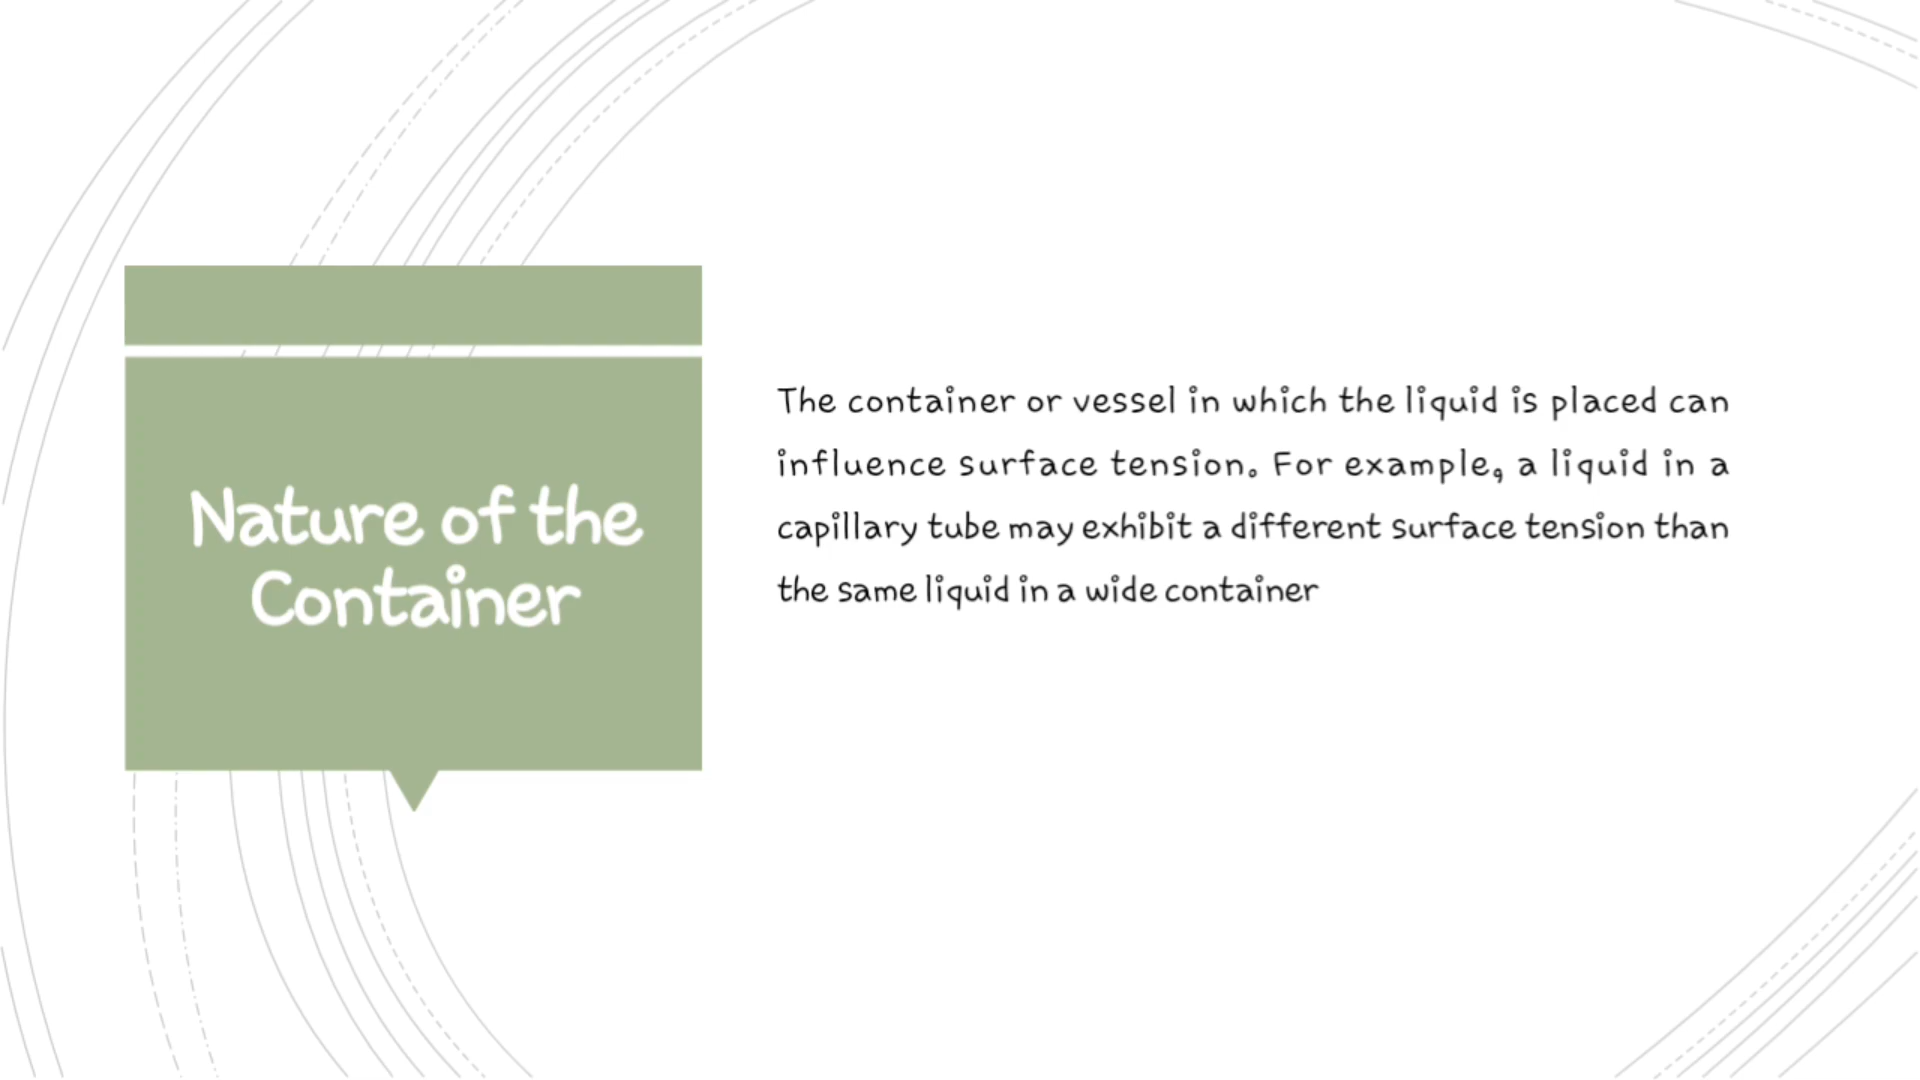 Nature of the
Container
The container or vessel in which the liquid is placed can
influence surface tension. For example, a liquid in a
capillary tube may exhibit a different surface tension than
the same liquid in a wide container